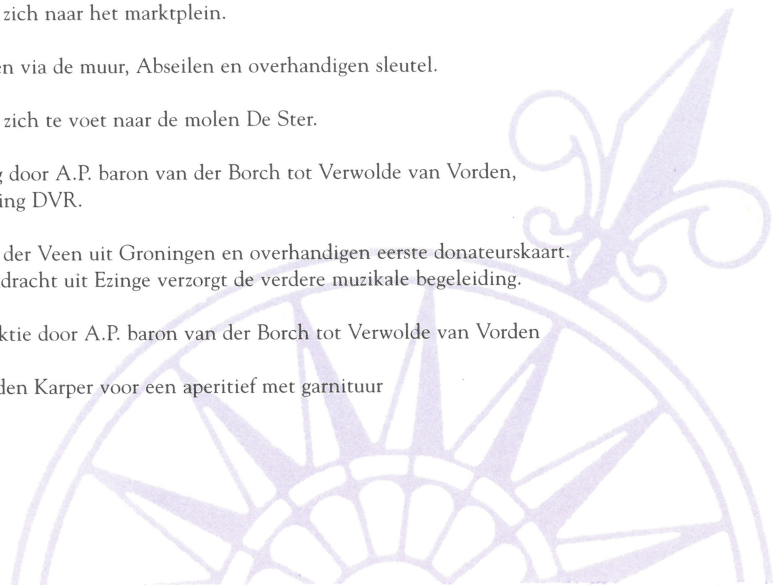 zich naar het marktplein.
en via de muur, Abseilen en overhandigen sleutel.
zich te voet naar de molen De Ster.
g door A.P. baron van der Borch tot Verwolde van Vorden,
ing DVR.
der Veen uit Groningen en overhandigen eerste donateurskaart.
dracht uit Ezinge verzorgt de verdere muzikale begeleiding.
ktie door A.P. baron van der Borch tot Verwolde van Vorden
den Karper voor een aperitief met garnituur